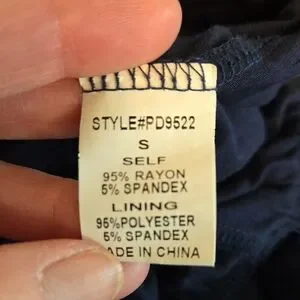 STYLE#PD9522
S
SELF
95% RAYON
5% SPANDEX
LINING
95%POLYESTER
5% SPANDEX
ADE IN CHINA